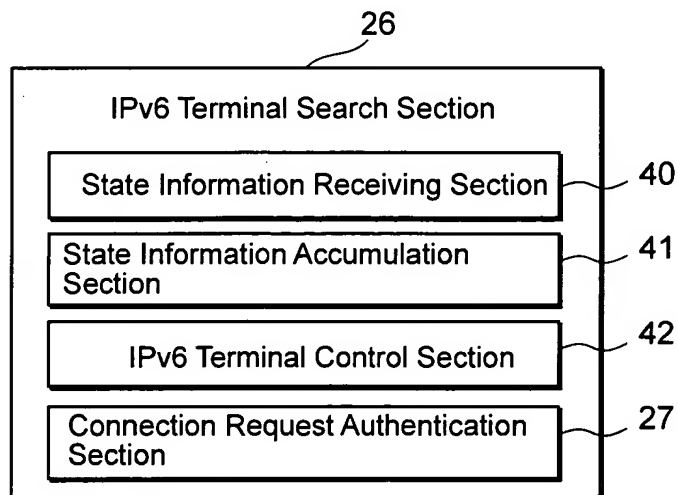 26
IPv6 Terminal Search Section
State Information Receiving Section
40
State Information Accumulation
Section
41
IPv6 Terminal Control Section
42
Connection Request Authentication
Section
27